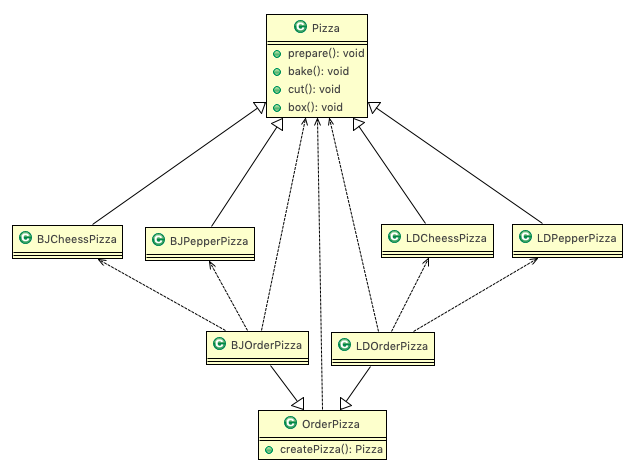 Pizza
prepare(): void
bake(): void
cut(): void
box(): void
BJCheessPizza
BJPepperPizza
LDCheessPizza
LDPepperPizza
BJOrderPizza
LDOrderPizza
OrderPizza
createPizza(): Pizza